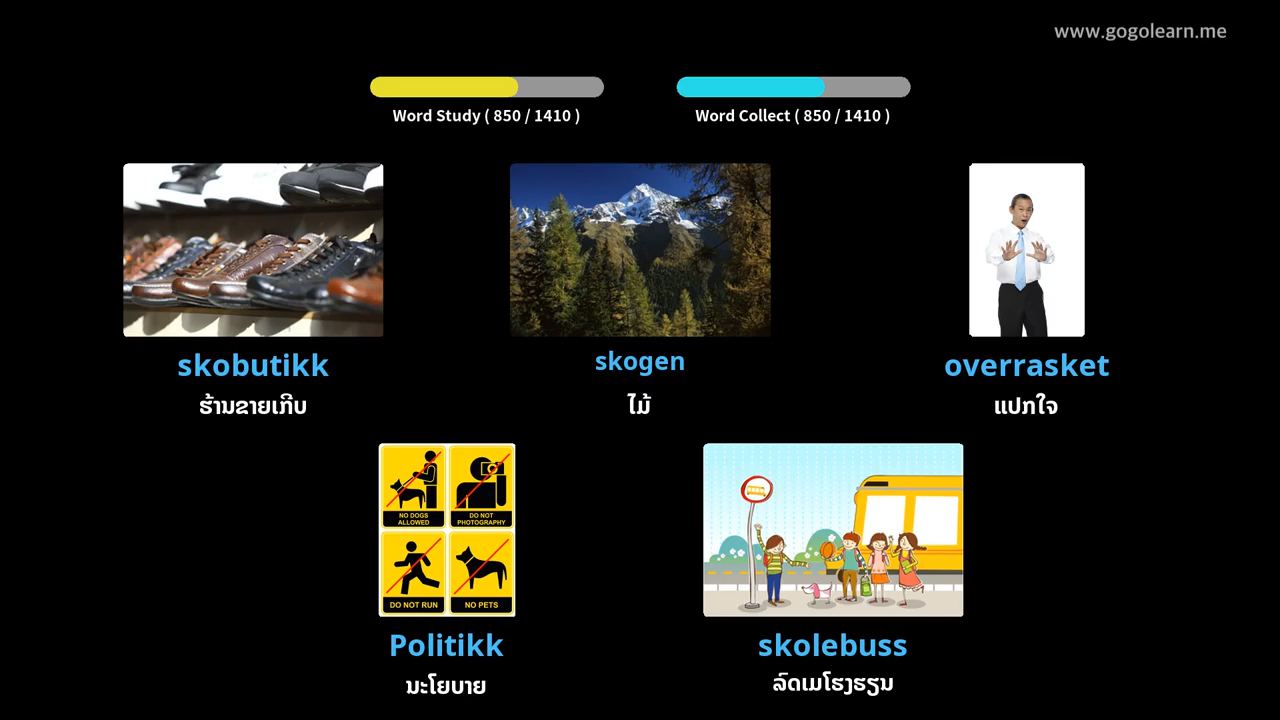 www.gogolearn.me
Word Study ( 850 / 1410 )
Word Collect ( 850 / 1410 )
skobutikk
ຮ້ານຂາຍເກີບ
skogen
ໄມ້
overrasket
ແປກໃຈ
NO DOGS
ALLOWED
DO NOT
PHOTOGRAPHY
DO NOT RUN
NO PETS
Politikk
ນະໂຍບາຍ
skolebuss
ລົດເມໂຮງຮຽນ